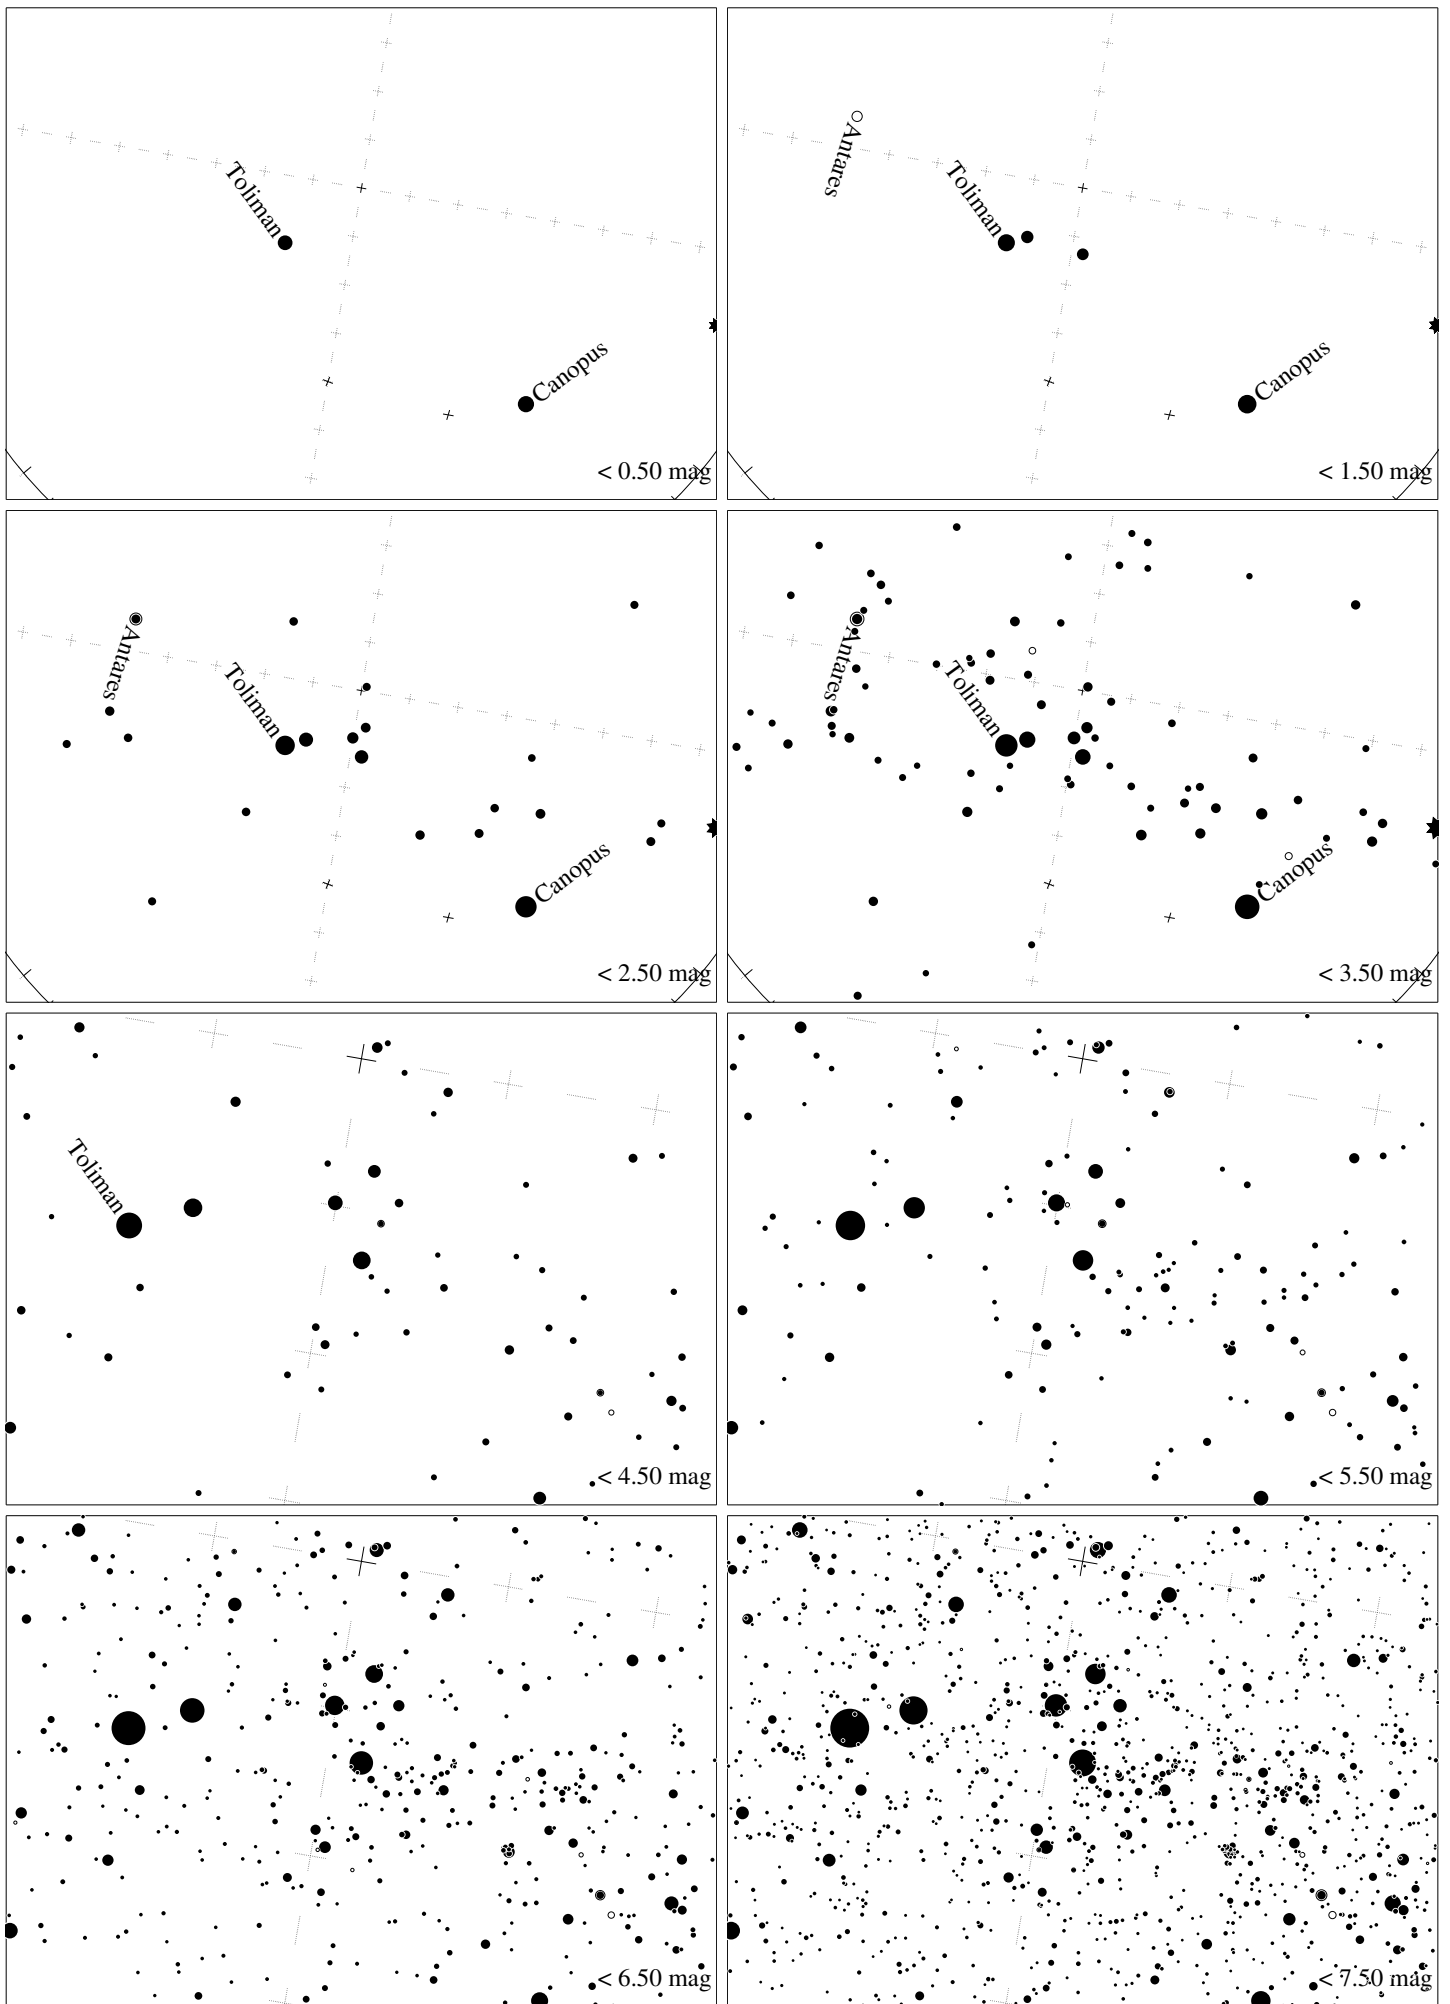 Toliman
Canopus
< 0.50 mag
Antares
Toliman
Canopus
< 1.50 mag
Antares
Toliman
Canopus
< 2.50 mag
Antares
Toliman
Canopus
< 3.50 mag
Toliman
< 4.50 mag
< 5.50 mag
< 6.50 mag
< 7.50 mag